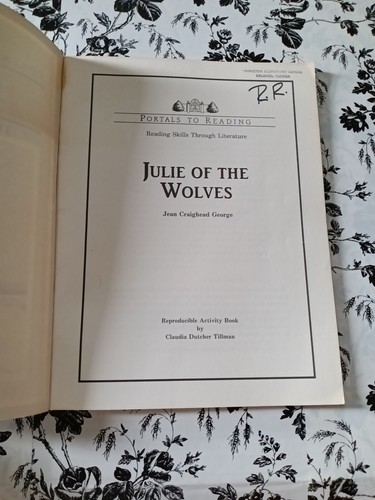 R.R.
PORTALS TO READING
Reading Skills Through Literature
JULIE OF THE
WOLVES
Jean Craighead George
Reproducible Activity Book
by
Claudia Dutcher Tillman